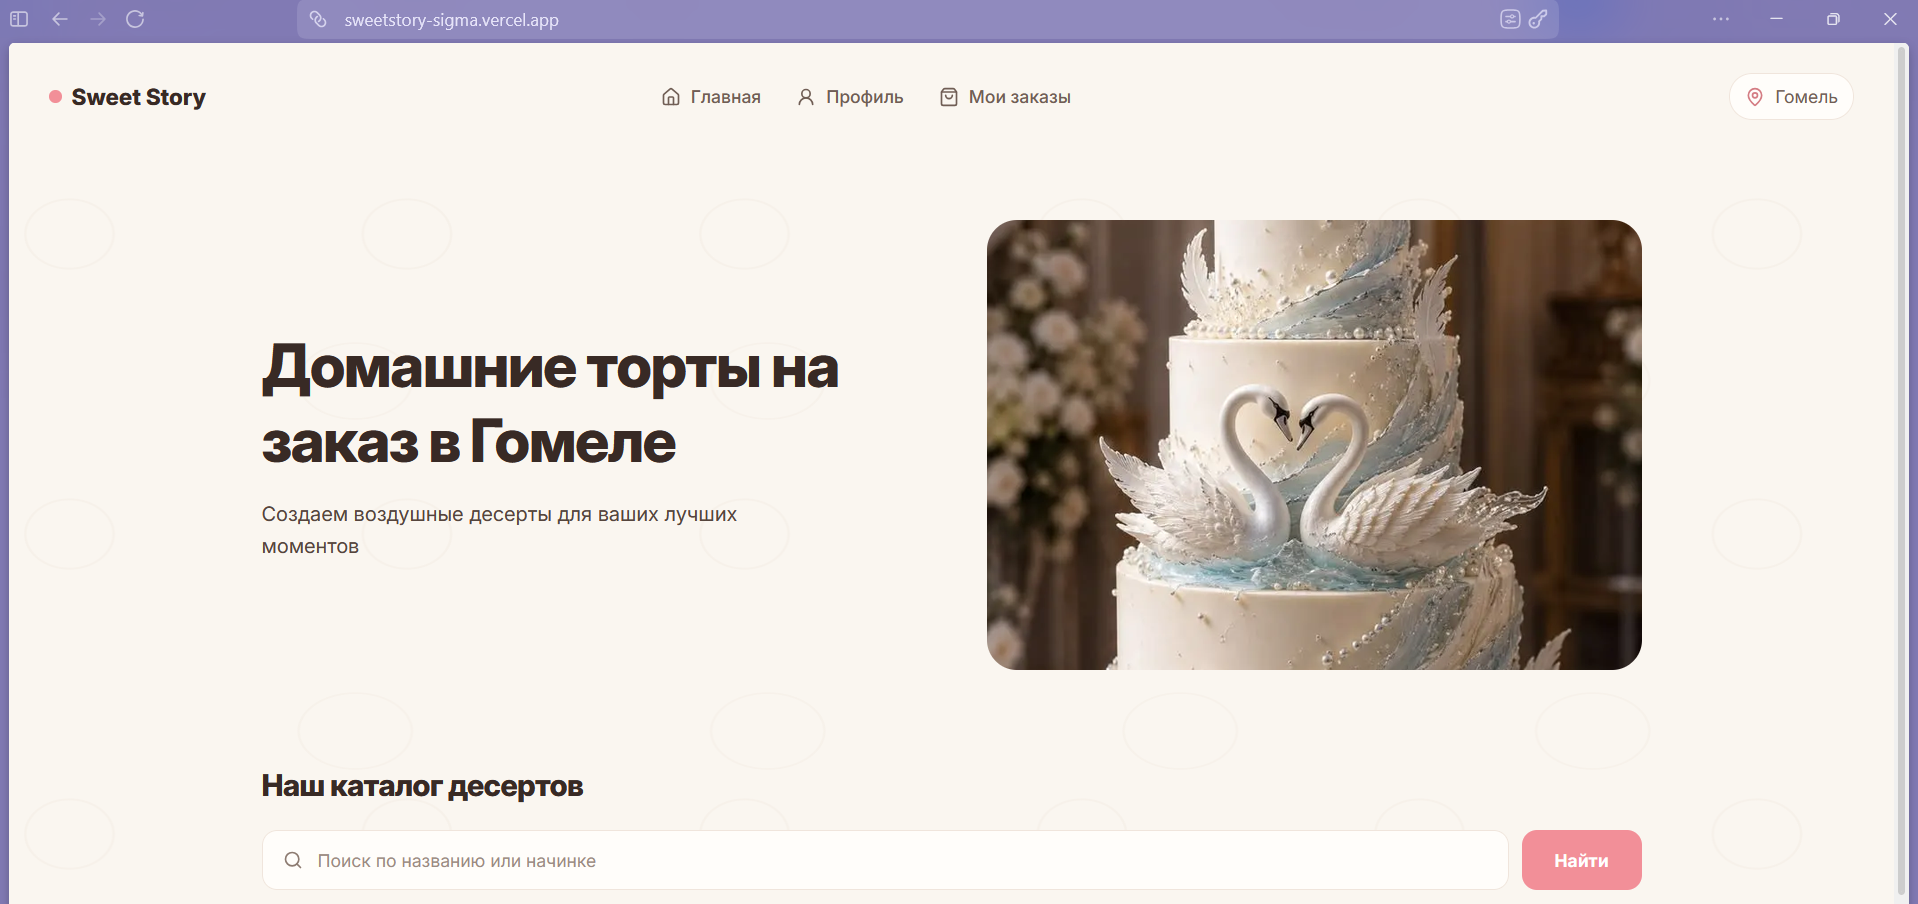 sweetstory-sigma.vercel.app
Sweet Story
Главная
Профиль
Мои заказы
Гомель
Домашние торты на
заказ в Гомеле
Создаем воздушные десерты для ваших лучших
моментов
Наш каталог десертов
Поиск по названию или начинке
Найти